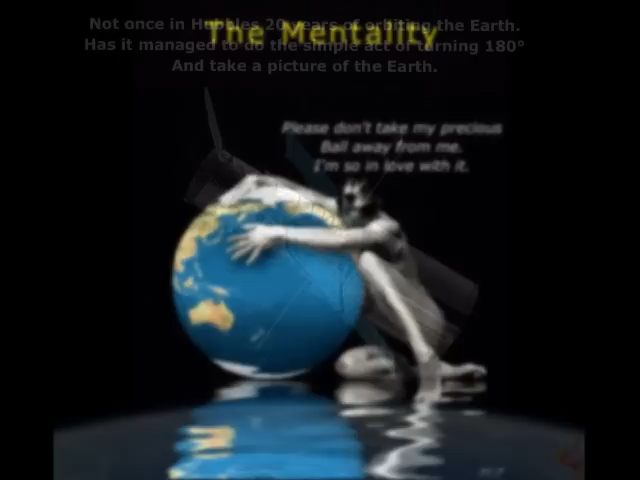 Not once in Hubbles 20 years of orbiting the Earth.
The Mentality
Has it managed to do the simple act of turning 180°
And take a picture of the Earth.
Please don't take my precious
Ball away from me.
I'm so in love with it.